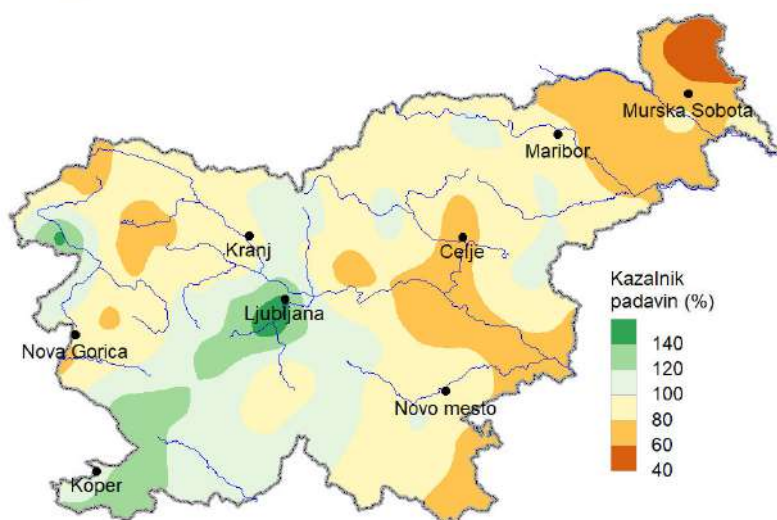 Murska Sobota
Maribor
Kranj
Celje
Ljubljana
Nova Gorica
Novo mesto
Koper
Kazalnik
padavin (%)
140
120
100
80
60
40